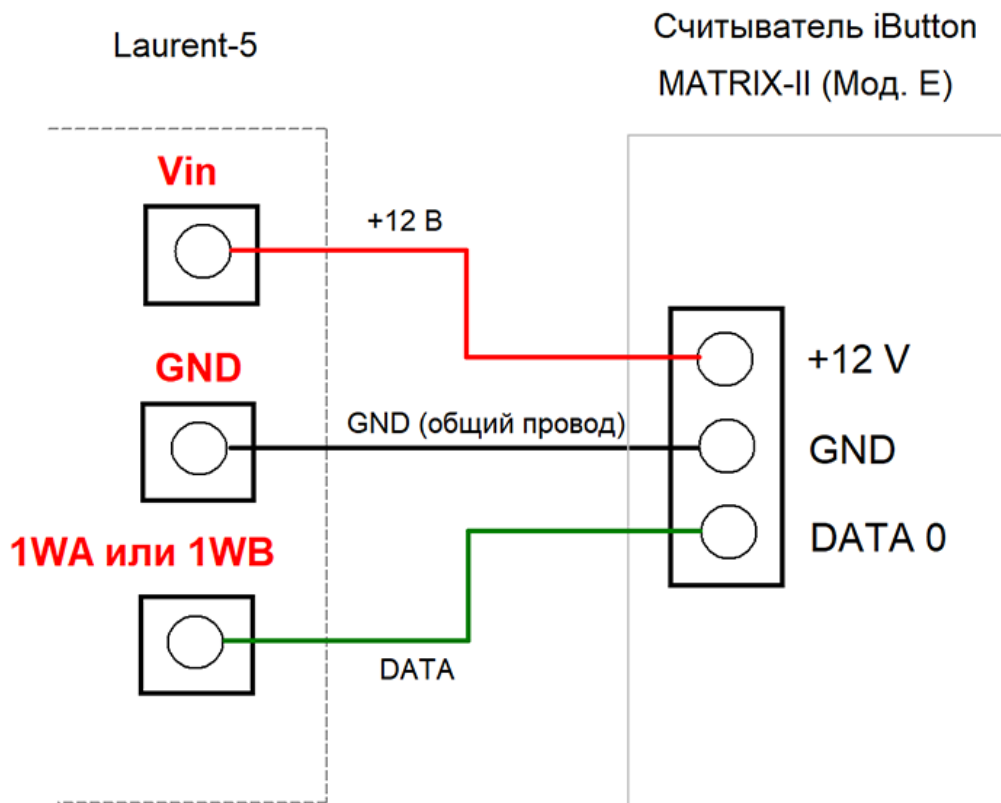 Laurent-5
Считыватель iButton
MATRIX-II (Мод. E)
Vin
+12 В
+12 V
GND
GND (общий провод)
GND
1WA или 1WB
DATA 0
DATA